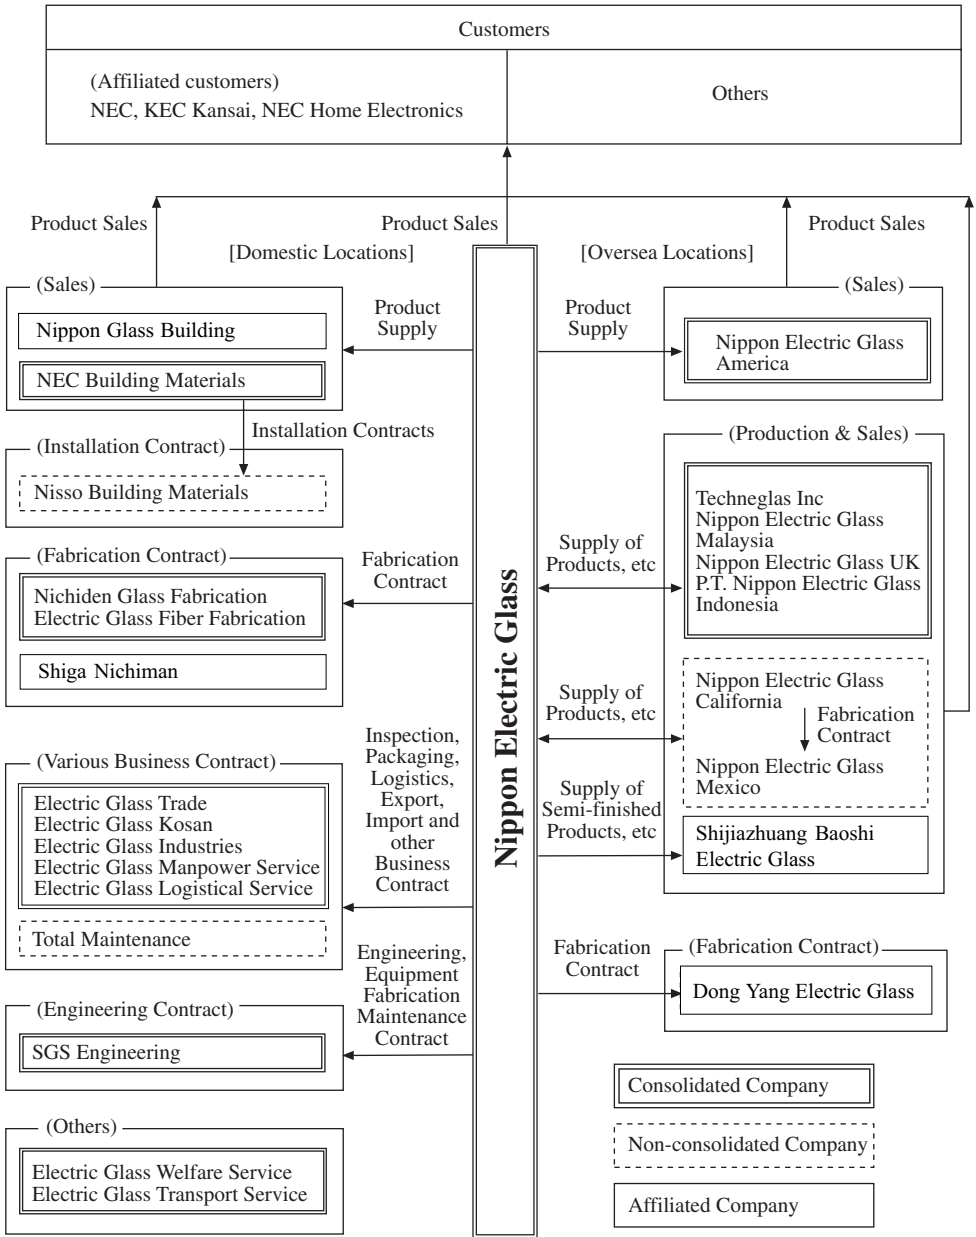 Customers
(Affiliated customers)
NEC, KEC Kansai, NEC Home Electronics
Others
Product Sales
Product Sales
Product Sales
[Domestic Locations]
[Oversea Locations]
(Sales)
Nippon Glass Building
NEC Building Materials
Product
Supply
Installation Contracts
(Installation Contract)
Nisso Building Materials
(Fabrication Contract)
Nichiden Glass Fabrication
Electric Glass Fiber Fabrication
Shiga Nichiman
Fabrication
Contract
(Various Business Contract)
Electric Glass Trade
Electric Glass Kosan
Electric Glass Industries
Electric Glass Manpower Service
Electric Glass Logistical Service
Total Maintenance
Inspection,
Packaging,
Logistics,
Export,
Import and
other
Business
Contract
(Engineering Contract)
SGS Engineering
Engineering,
Equipment
Fabrication
Maintenance
Contract
(Others)
Electric Glass Welfare Service
Electric Glass Transport Service
Nippon Electric Glass
Product
Supply
(Sales)
Nippon Electric Glass
America
(Production & Sales)
Techneglas Inc
Nippon Electric Glass
Malaysia
Nippon Electric Glass UK
P.T. Nippon Electric Glass
Indonesia
Supply of
Products, etc
Nippon Electric Glass
California
Fabrication
Contract
Nippon Electric Glass
Mexico
Supply of
Products, etc
Supply of
Semi-finished
Products, etc
Shijiazhuang Baoshi
Electric Glass
Fabrication
Contract
(Fabrication Contract)
Dong Yang Electric Glass
Consolidated Company
Non-consolidated Company
Affiliated Company